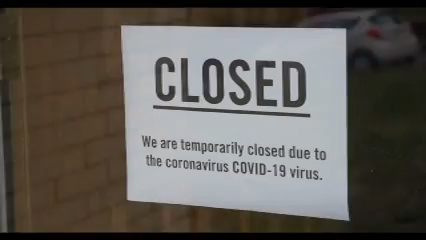 CLOSED
We are temporarily closed due to
the coronavirus COVID-19 virus.